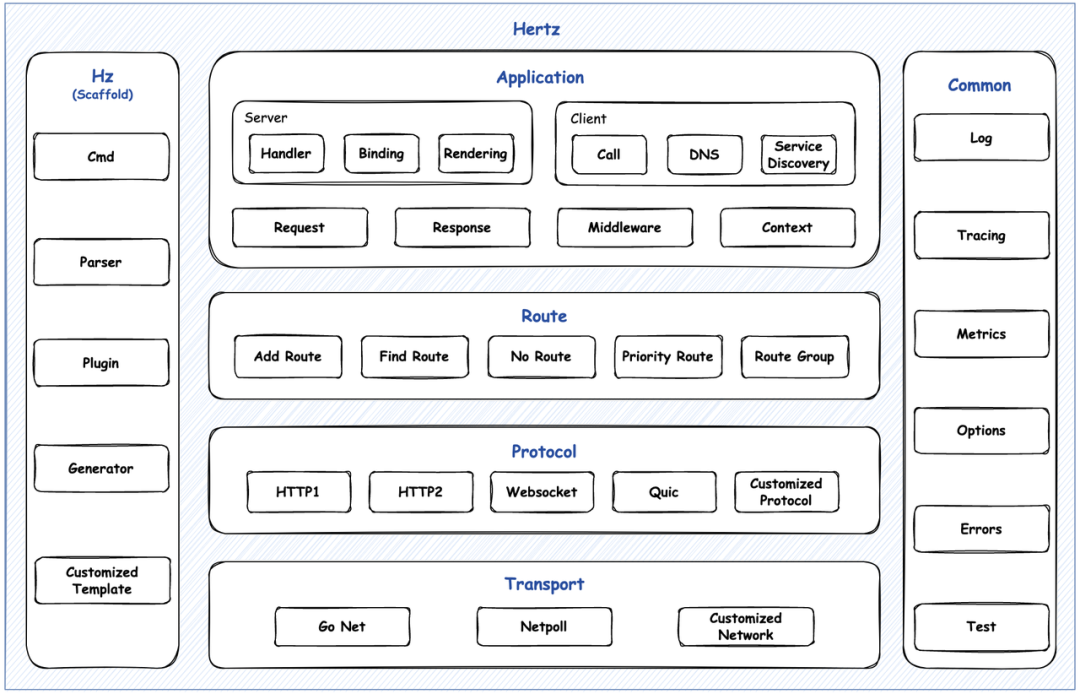 Hertz
Hz
(Scaffold)
Cmd
Parser
Plugin
Generator
Customized
Template
Application
Server
Handler
Binding
Rendering
Client
Call
DNS
Service
Discovery
Request
Response
Middleware
Context
Route
Add Route
Find Route
No Route
Priority Route
Route Group
Protocol
HTTP1
HTTP2
Websocket
Quic
Customized
Protocol
Transport
Go Net
Netpoll
Customized
Network
Common
Log
Tracing
Metrics
Options
Errors
Test